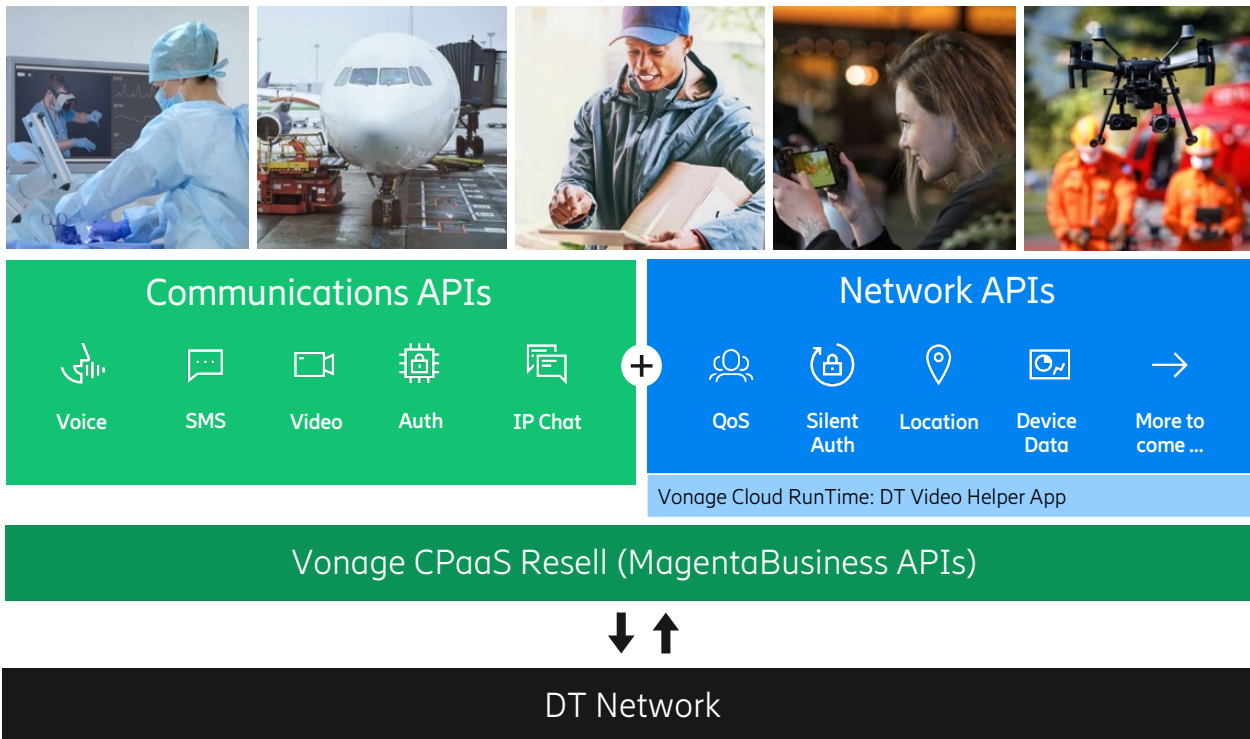 Communications APIs
Network APIs
Voice
SMS
Video
Auth
IP Chat
QoS
Silent
Auth
Location
Device
Data
More to
come ...
Vonage Cloud RunTime: DT Video Helper App
Vonage CPaaS Resell (MagentaBusiness APIs)
DT Network